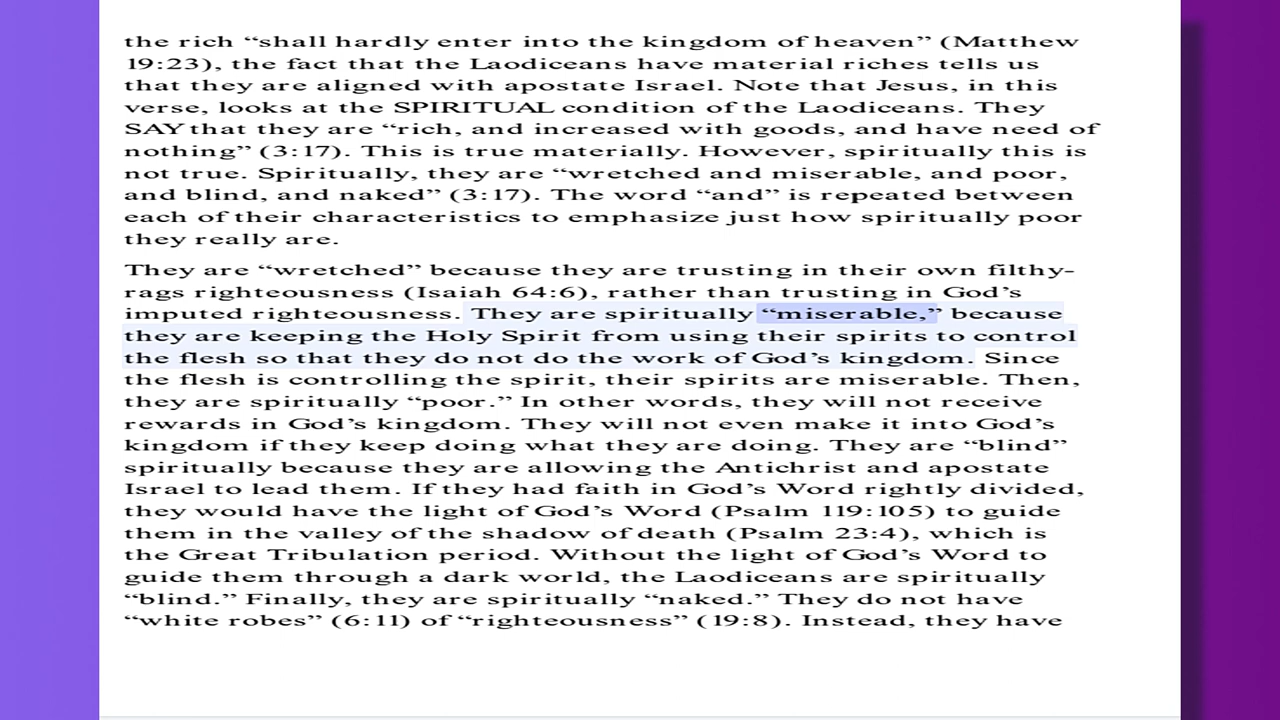 the rich “shall hardly enter into the kingdom of heaven” (Matthew
19:23), the fact that the Laodiceans have material riches tells us
that they are aligned with apostate Israel. Note that Jesus, in this
verse, looks at the SPIRITUAL condition of the Laodiceans. They
SAY that they are “rich, and increased with goods, and have need of
nothing” (3:17). This is true materially. However, spiritually this is
not true. Spiritually, they are “wretched and miserable, and poor,
and blind, and naked” (3:17). The word “and” is repeated between
each of their characteristics to emphasize just how spiritually poor
they really are.
They are “wretched” because they are trusting in their own filthy-
rags righteousness (Isaiah 64:6), rather than trusting in God’s
imputed righteousness. They are spiritually “miserable,” because
they are keeping the Holy Spirit from using their spirits to control
the flesh so that they do not do the work of God’s kingdom. Since
the flesh is controlling the spirit, their spirits are miserable. Then,
they are spiritually “poor.” In other words, they will not receive
rewards in God’s kingdom. They will not even make it into God’s
kingdom if they keep doing what they are doing. They are “blind”
spiritually because they are allowing the Antichrist and apostate
Israel to lead them. If they had faith in God’s Word rightly divided,
they would have the light of God’s Word (Psalm 119:105) to guide
them in the valley of the shadow of death (Psalm 23:4), which is
the Great Tribulation period. Without the light of God’s Word to
guide them through a dark world, the Laodiceans are spiritually
“blind.” Finally, they are spiritually “naked.” They do not have
“white robes” (6:11) of “righteousness” (19:8). Instead, they have